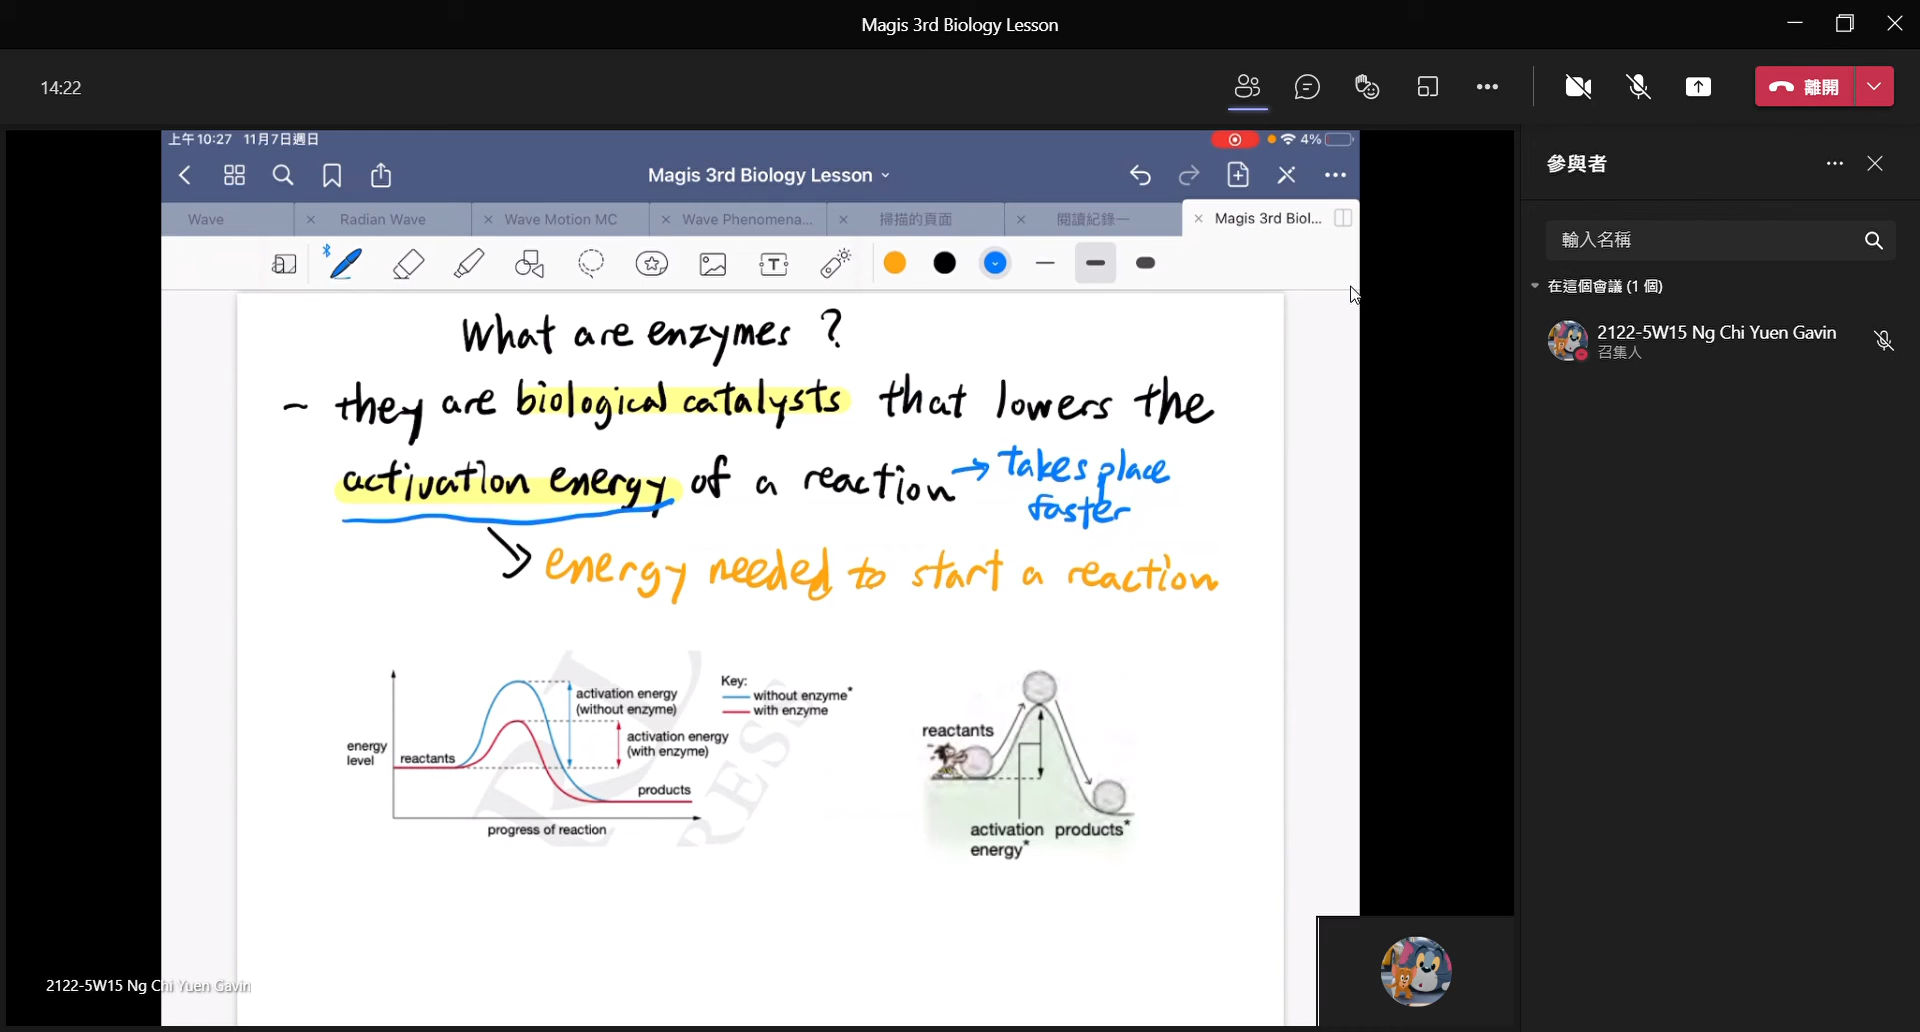 Magis 3rd Biology Lesson
14:22
離開
上午10:27 11月7日週日
4%
Magis 3rd Biology Lesson
Wave
Radian Wave
Wave Motion MC
Wave Phenomena...
掃描的頁面
閱讀紀錄一
Magis 3rd Biol...
What are enzymes ?
- they are biological catalysts that lowers the
activation energy of a reaction → takes place
faster
energy needed to start a reaction
activation energy
(without enzyme)
activation energy
(with enzyme)
energy
level
reactants
products
progress of reaction
Key:
without enzyme*
with enzyme
reactants
activation
energy*
products*
RESS
2122-5W15 Ng Chi Yuen Gavin
參與者
輸入名稱
在這個會議 (1 個)
2122-5W15 Ng Chi Yuen Gavin
召集人